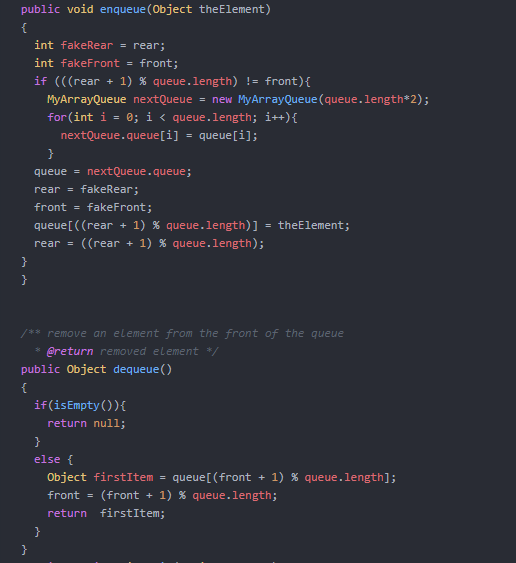 public void enqueue(Object theElement)
{
int fakeRear = rear;
int fakeFront = front;
if (((rear + 1) % queue.length) != front){
MyArrayQueue nextQueue = new MyArrayQueue(queue.length*2);
for(int i = 0; i < queue.length; i++){
nextQueue.queue[i] = queue[i];
}
queue = nextQueue.queue;
rear = fakeRear;
front = fakeFront;
queue[((rear + 1) % queue.length)] = theElement;
rear = ((rear + 1) % queue.length);
}
}
/** remove an element from the front of the queue
* @return removed element */
public Object dequeue()
{
if(isEmpty()){
return null;
}
else {
Object firstItem = queue[(front + 1) % queue.length];
front = (front + 1) % queue.length;
return  firstItem;
}
}